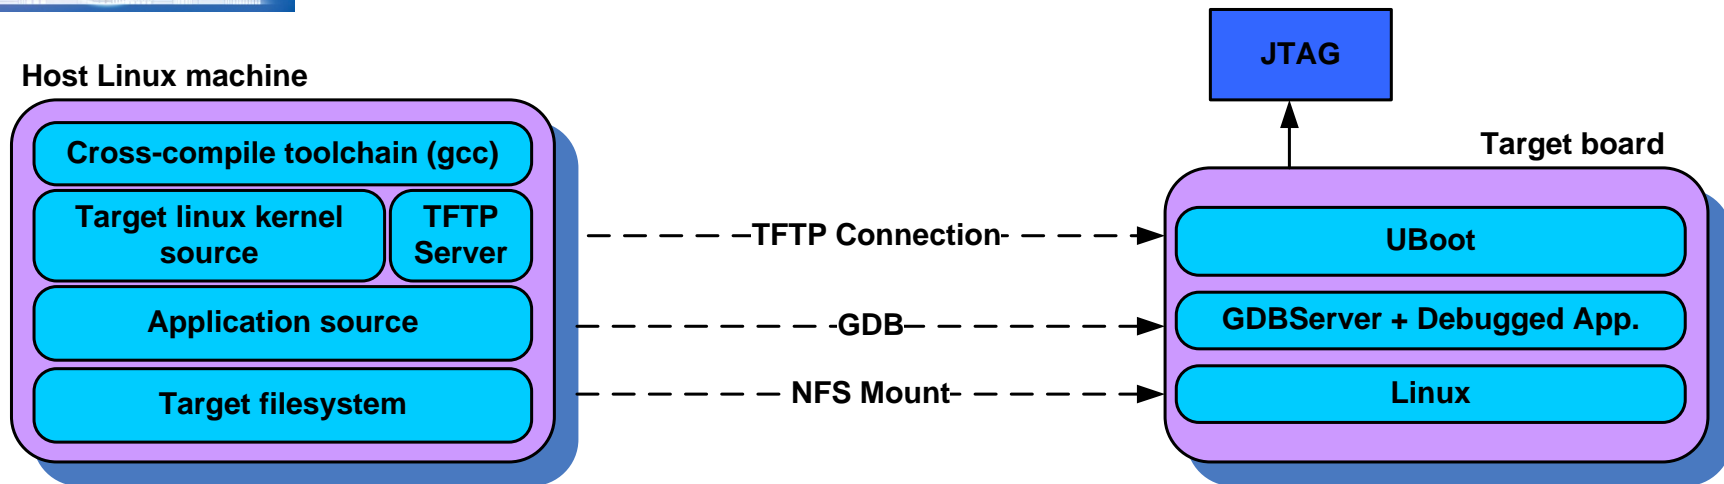 JTAG
Host Linux machine
Cross-compile toolchain (gcc)
Target linux kernel
source
TFTP
Server
Application source
Target filesystem
TFTP Connection
GDB
NFS Mount
Target board
UBoot
GDBServer + Debugged App.
Linux